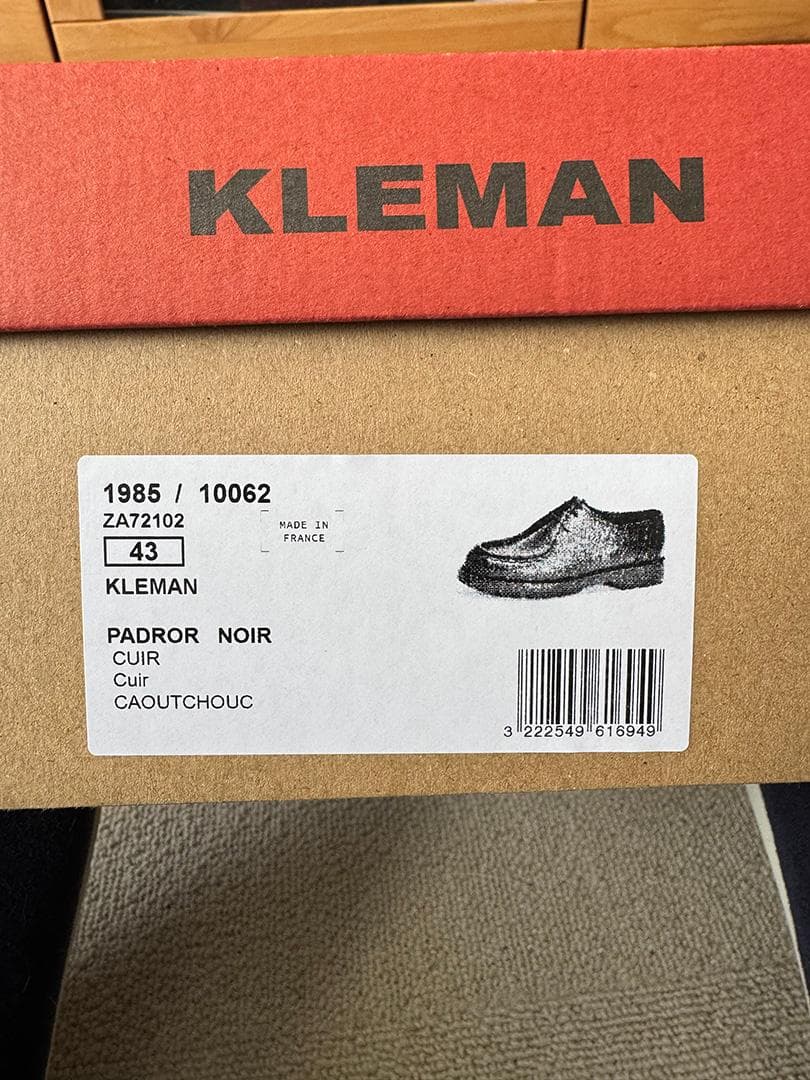 KLEMAN
1985 / 10062
ZA72102
MADE IN
FRANCE
43
KLEMAN
PADROR NOIR
CUIR
Cuir
CAOUTCHOUC
3 222549 616949